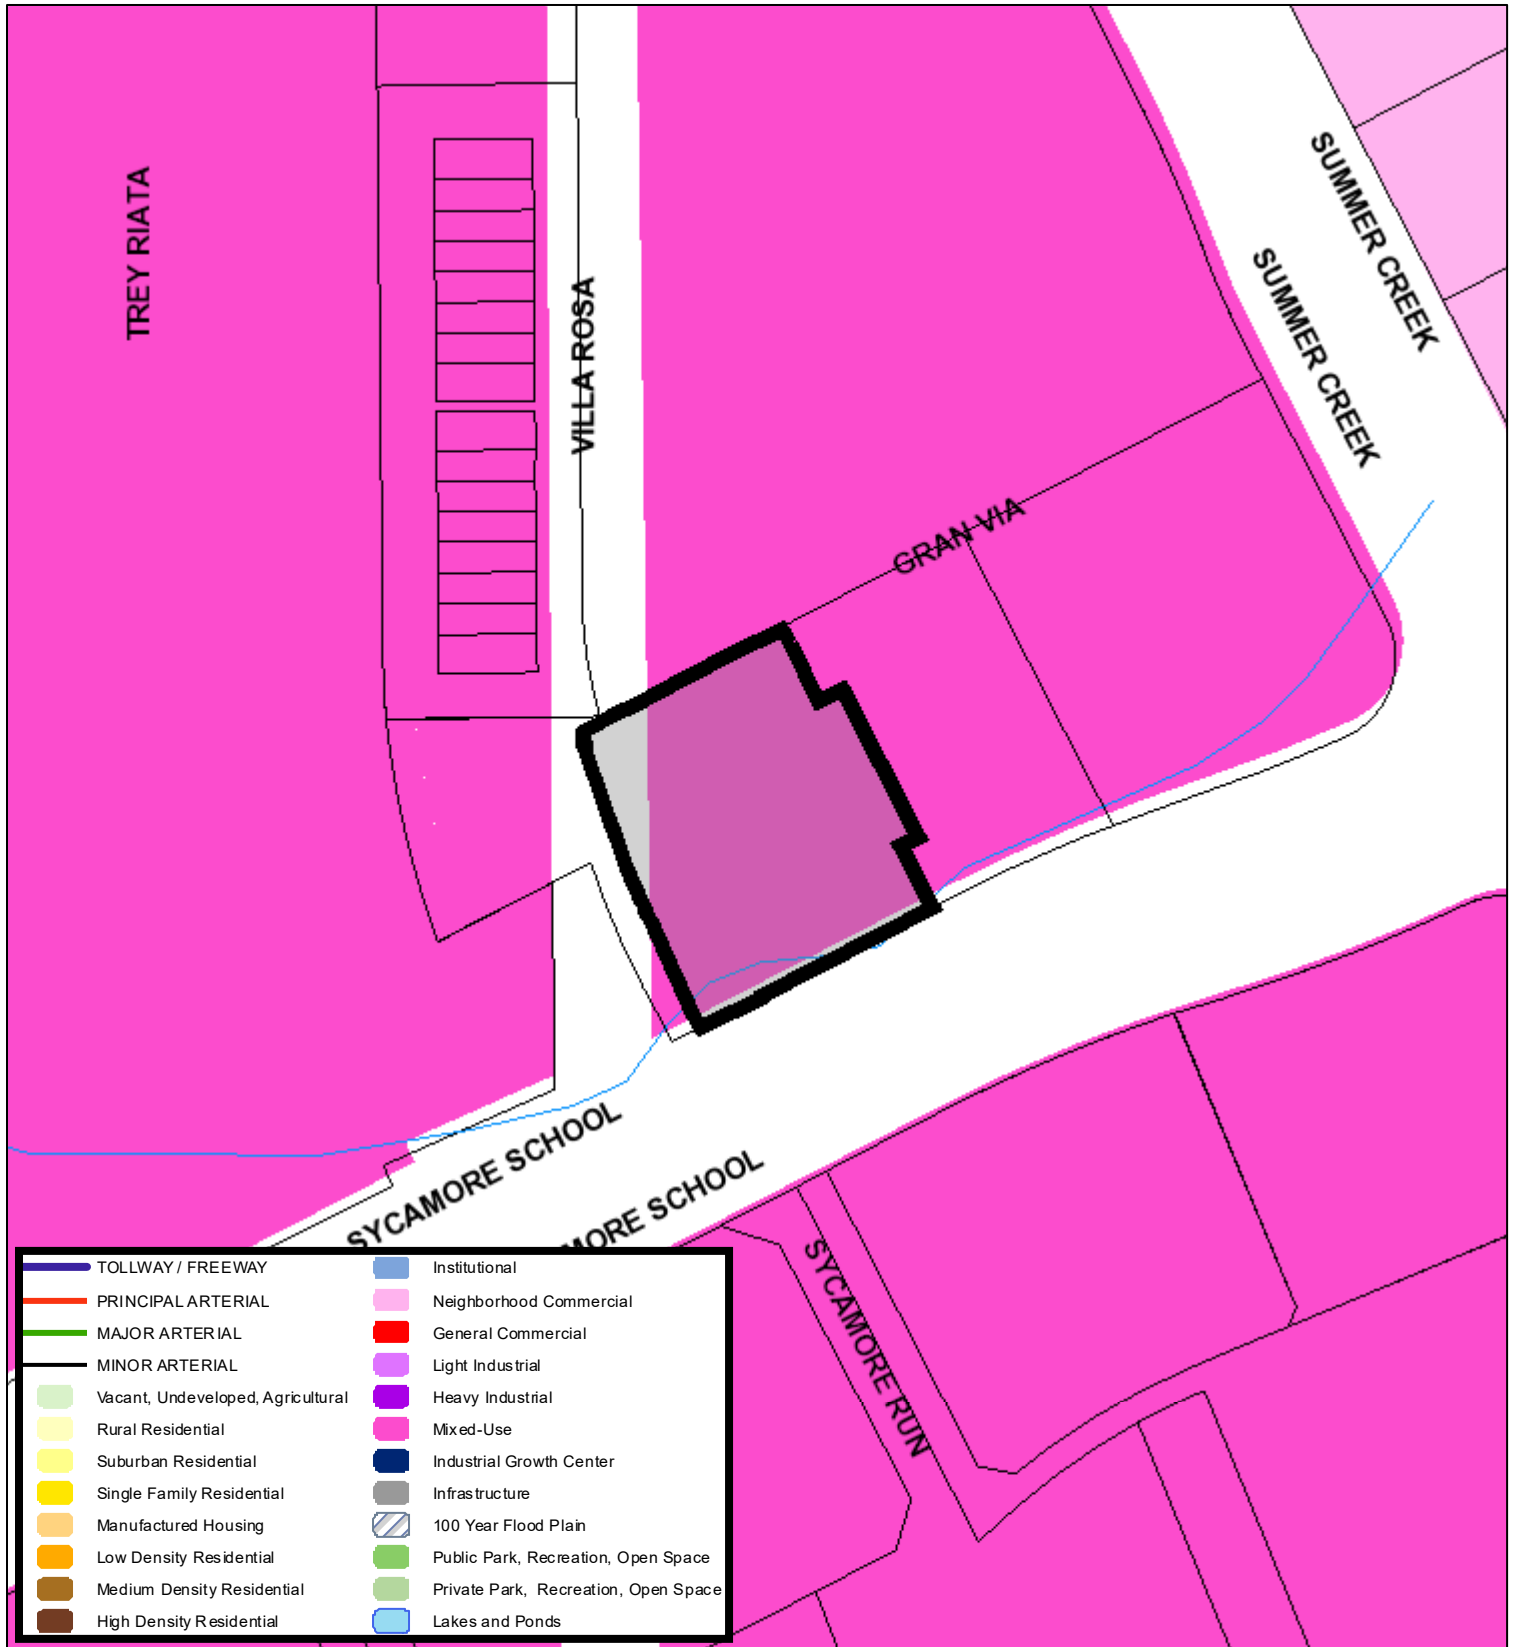 TREY RIATA
VILLA ROSA
SUMMER CREEK
SUMMER CREEK
GRAN VIA
SYCAMORE SCHOOL
MORE SCHOOL
SYCAMORE RUN
TOLLWAY / FREEWAY
PRINCIPAL ARTERIAL
MAJOR ARTERIAL
MINOR ARTERIAL
Vacant, Undeveloped, Agricultural
Rural Residential
Suburban Residential
Single Family Residential
Manufactured Housing
Low Density Residential
Medium Density Residential
High Density Residential
Institutional
Neighborhood Commercial
General Commercial
Light Industrial
Heavy Industrial
Mixed-Use
Industrial Growth Center
Infrastructure
100 Year Flood Plain
Public Park, Recreation, Open Space
Private Park, Recreation, Open Space
Lakes and Ponds